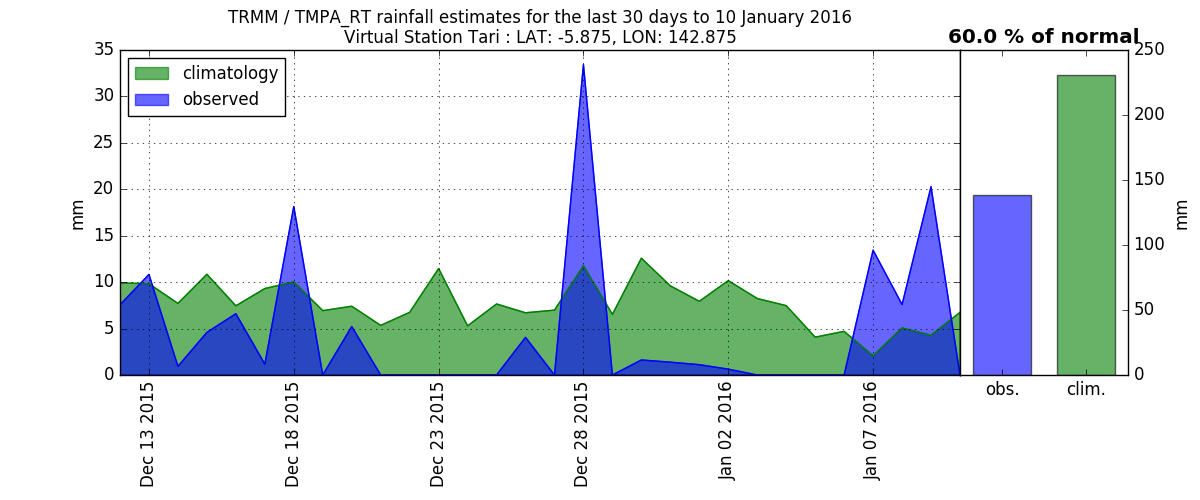 TRMM / TMPA_RT rainfall estimates for the last 30 days to 10 January 2016
Virtual Station Tari : LAT: -5.875, LON: 142.875
60.0 % of normal
climatology
observed
35
30
25
20
15
10
5
0
mm
Dec 13 2015
Dec 18 2015
Dec 23 2015
Dec 28 2015
Jan 02 2016
Jan 07 2016
250
200
150
100
50
0
mm
obs.
clim.